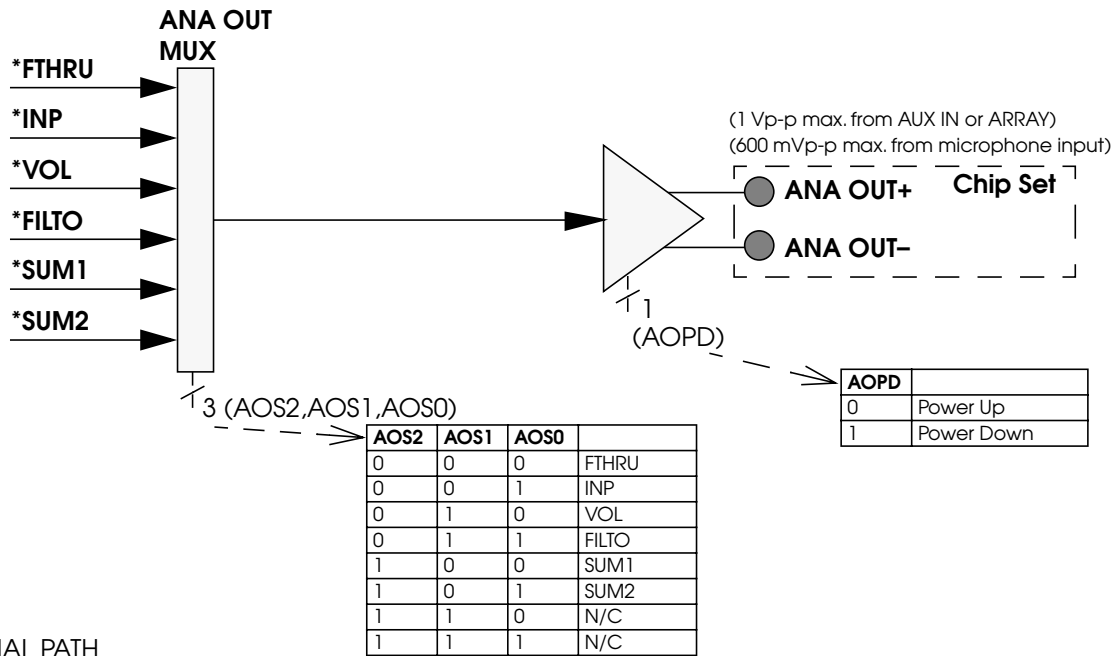 ANA OUT
MUX
*FTHRU
*INP
*VOL
*FILTO
*SUM1
*SUM2
(1 Vp-p max. from AUX IN or ARRAY)
(600 mVp-p max. from microphone input)
Chip Set
ANA OUT+
ANA OUT–
1
(AOPD)
AOPD
0 Power Up
1 Power Down
3 (AOS2,AOS1,AOS0)
AOS2 AOS1 AOS0
0 0 0 FTHRU
0 0 1 INP
0 1 0 VOL
0 1 1 FILTO
1 0 0 SUM1
1 0 1 SUM2
1 1 0 N/C
1 1 1 N/C
PATH